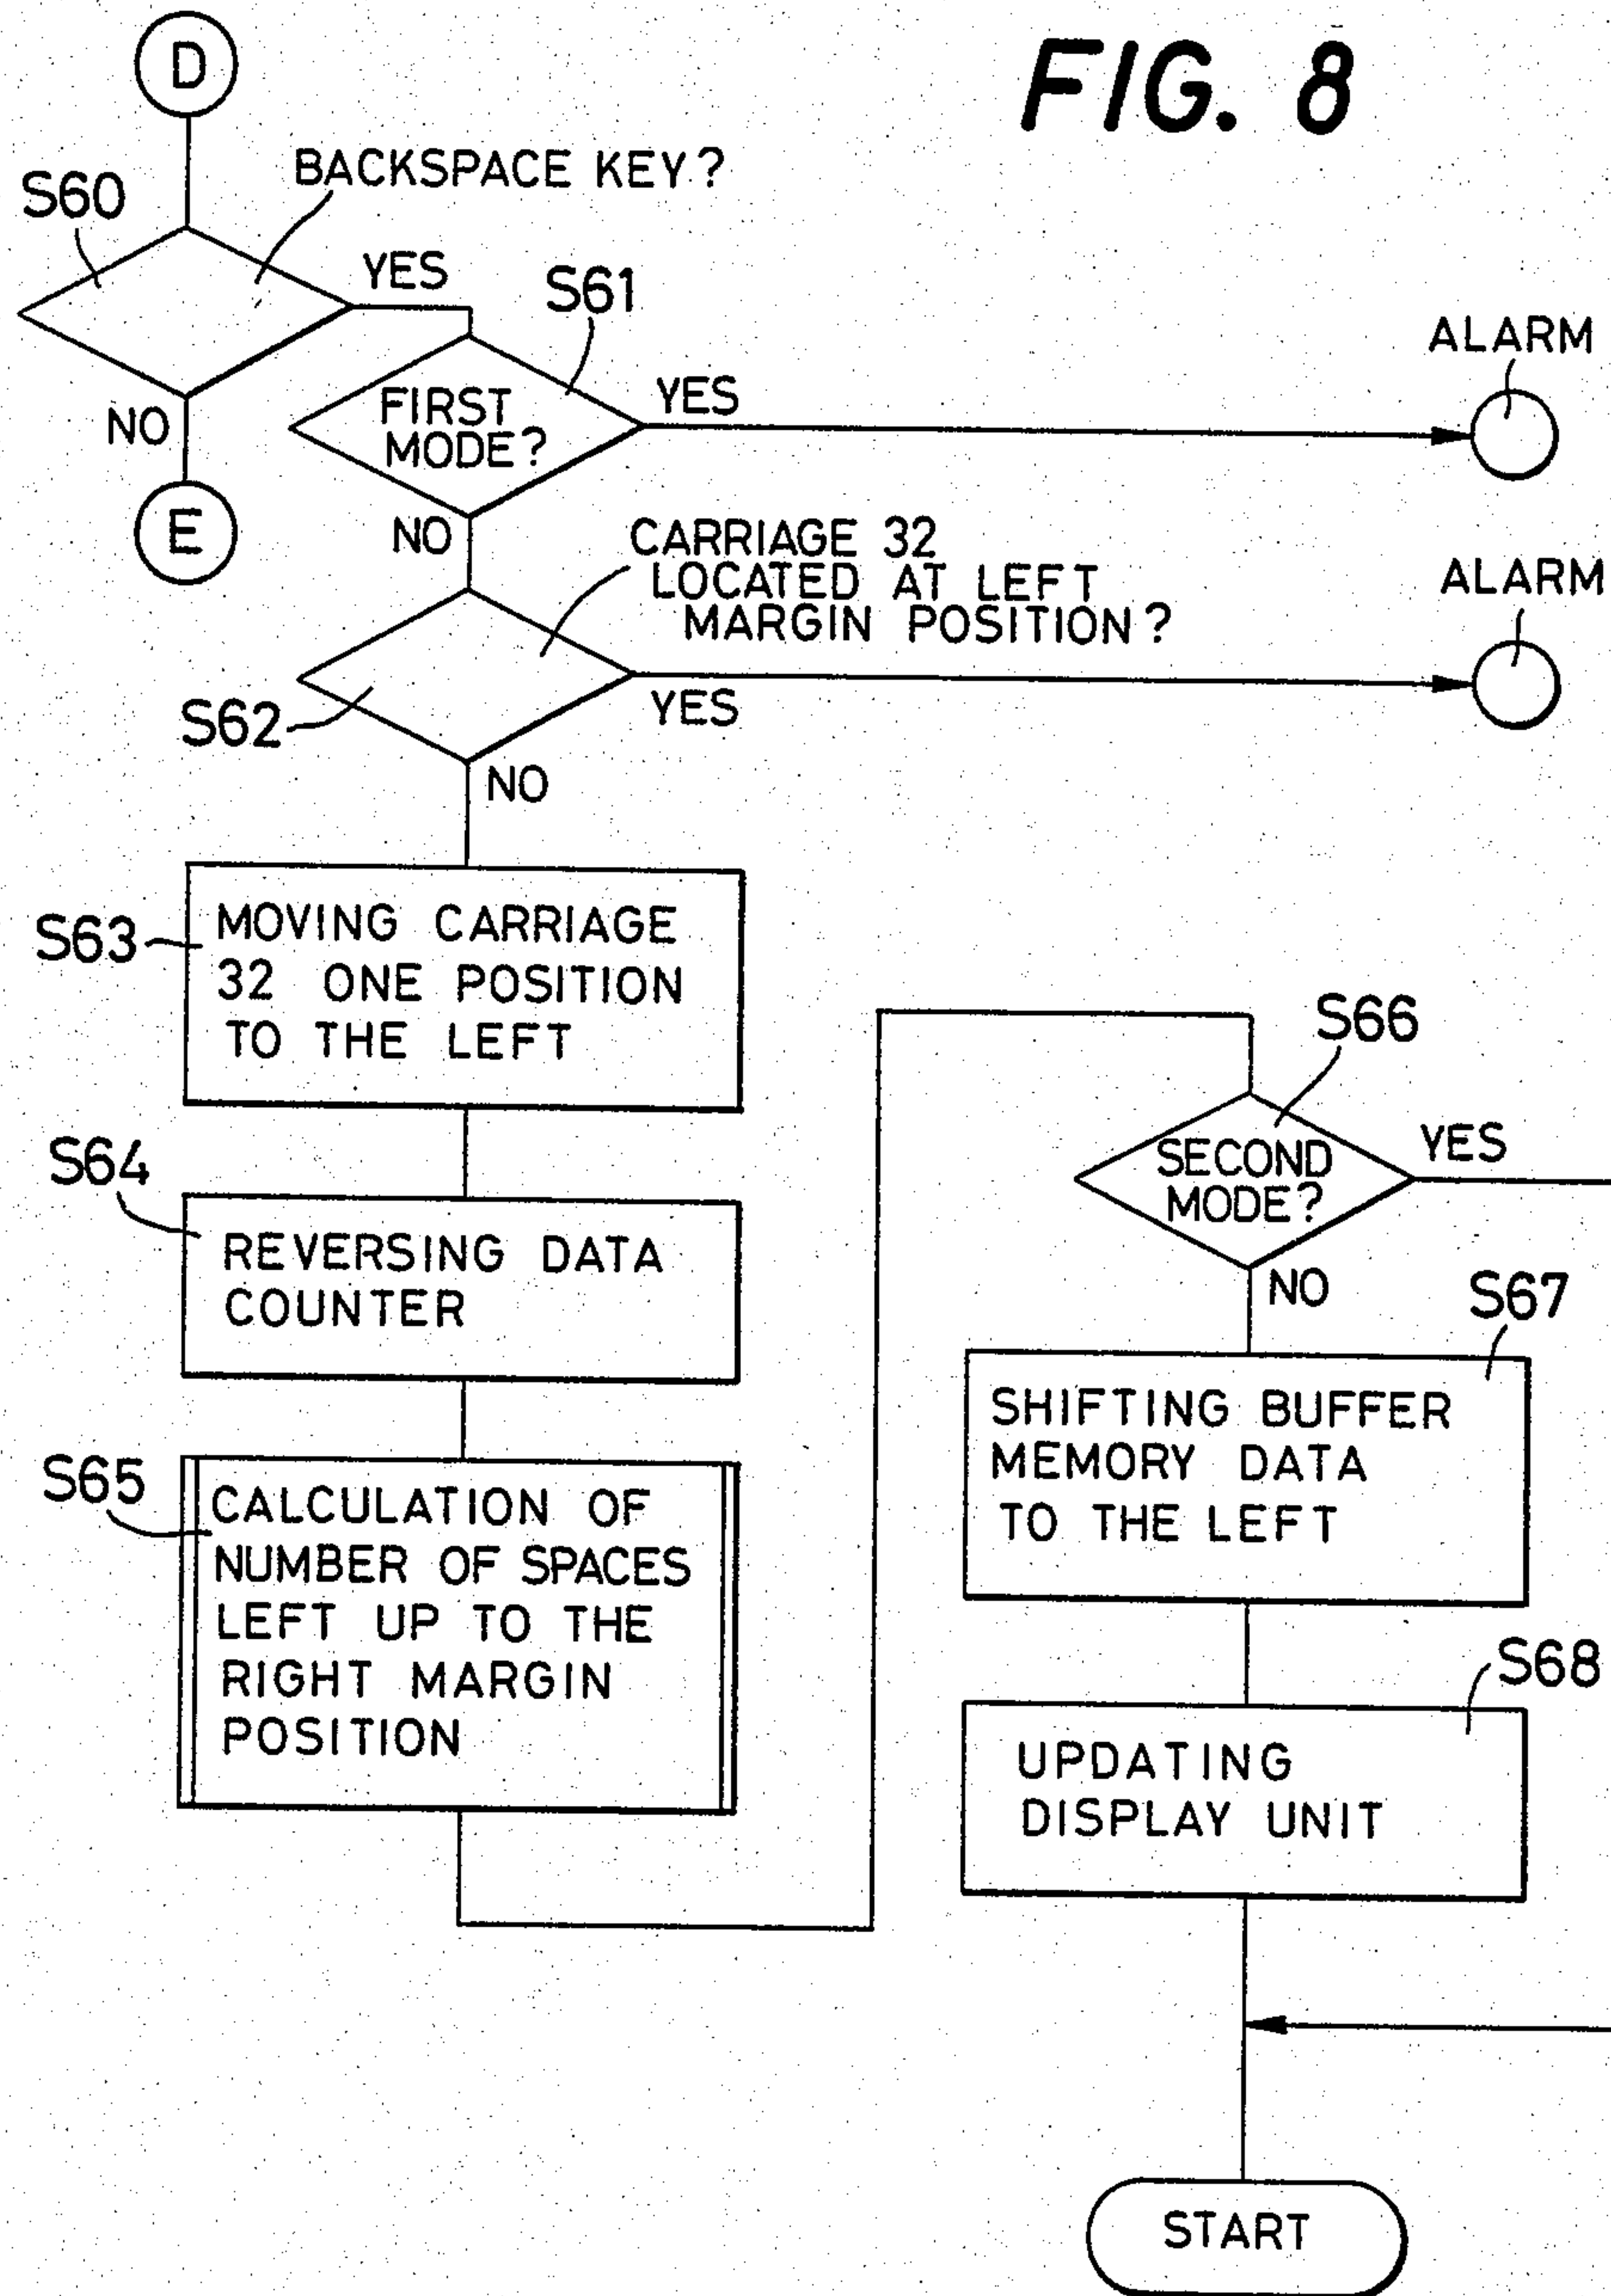 FIG. 8
D
S60
BACKSPACE KEY?
YES
NO
E
S61
FIRST
MODE?
YES
ALARM
NO
CARRIAGE 32
LOCATED AT LEFT
MARGIN POSITION?
S62
YES
ALARM
NO
S63
MOVING CARRIAGE
32 ONE POSITION
TO THE LEFT
S64
REVERSING DATA
COUNTER
S65
CALCULATION OF
NUMBER OF SPACES
LEFT UP TO THE
RIGHT MARGIN
POSITION
S66
SECOND
MODE?
YES
NO
S67
SHIFTING BUFFER
MEMORY DATA
TO THE LEFT
S68
UPDATING
DISPLAY UNIT
START